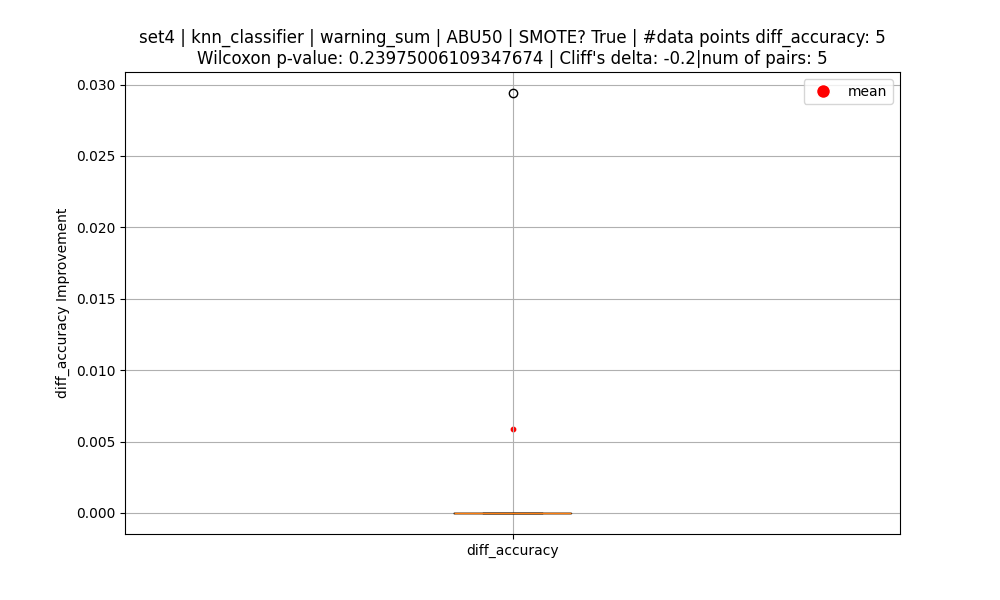 set4 | knn_classifier | warning_sum | ABU50 | SMOTE? True | #data points diff_accuracy: 5
Wilcoxon p-value: 0.23975006109347674 | Cliff's delta: -0.2|num of pairs: 5
mean
0.030
0.025
0.020
0.015
0.010
0.005
0.000
diff_accuracy Improvement
diff_accuracy